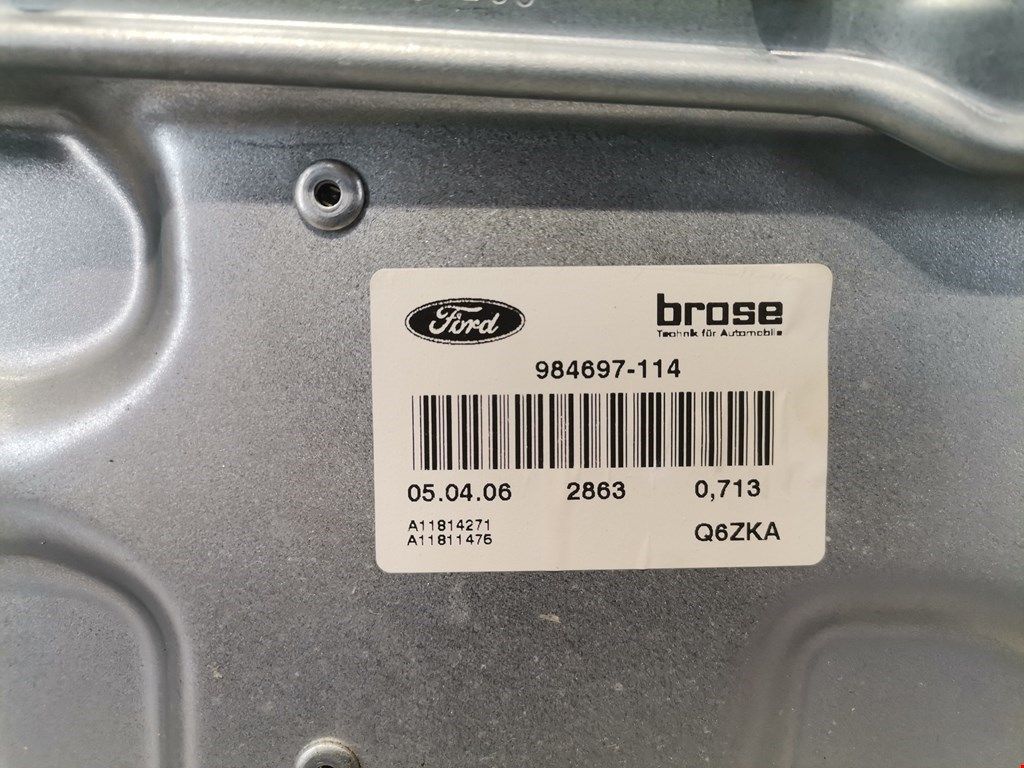 Ford
brose
Technik für Automobile
984697-114
05.04.06 2863 0,713
A11814271
A11811476
Q6ZKA